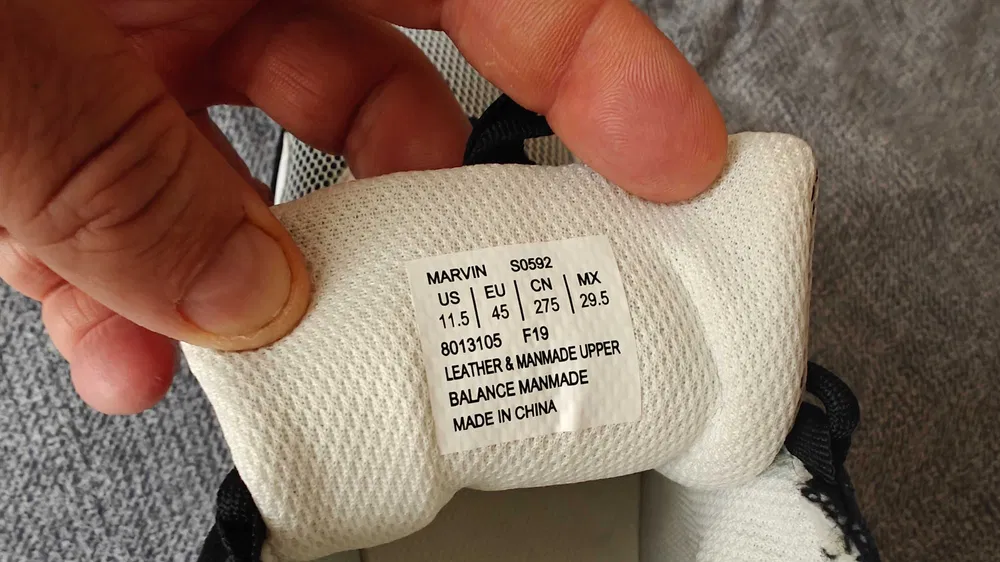 MARVIN S0592
US | EU | CN | MX
11.5 | 45 | 275 | 29.5
8013105 F19
LEATHER & MANMADE UPPER
BALANCE MANMADE
MADE IN CHINA